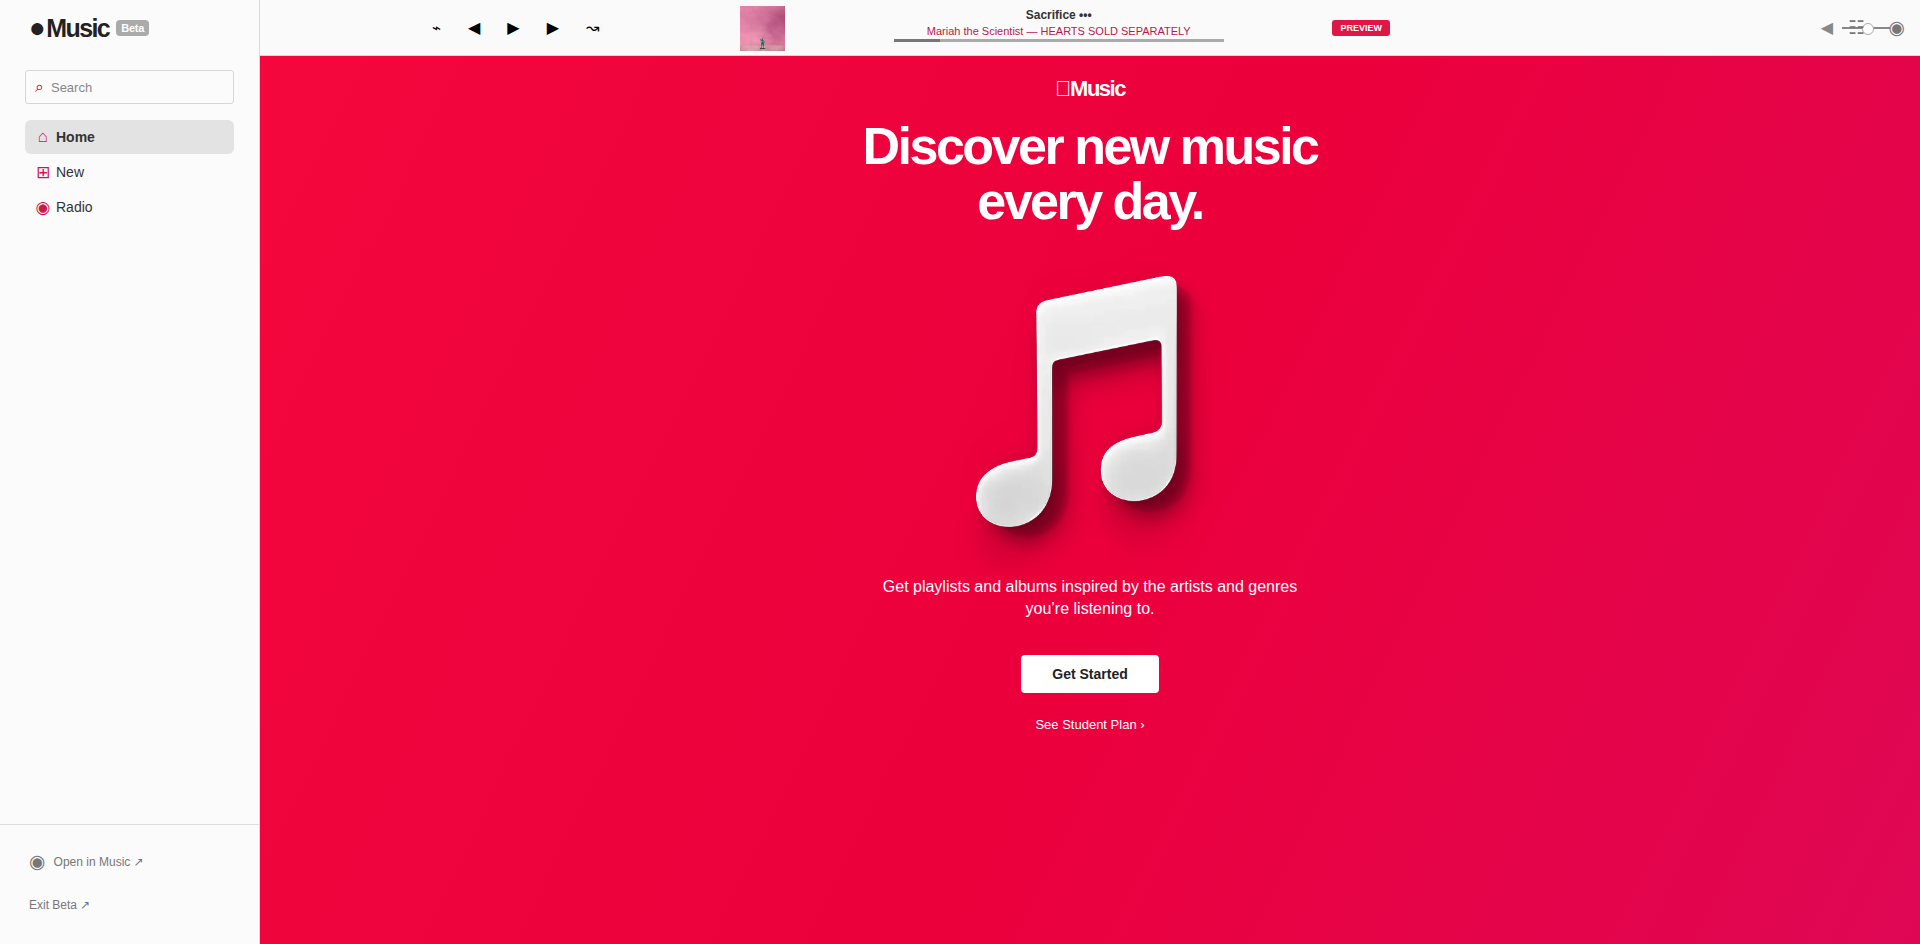 Music Beta
Search
Home
New
Radio
Open in Music ↗
Exit Beta ↗
Sacrifice •••
Mariah the Scientist — HEARTS SOLD SEPARATELY
PREVIEW
Music
Discover new music
every day.
Get playlists and albums inspired by the artists and genres
you’re listening to.
Get Started
See Student Plan ›